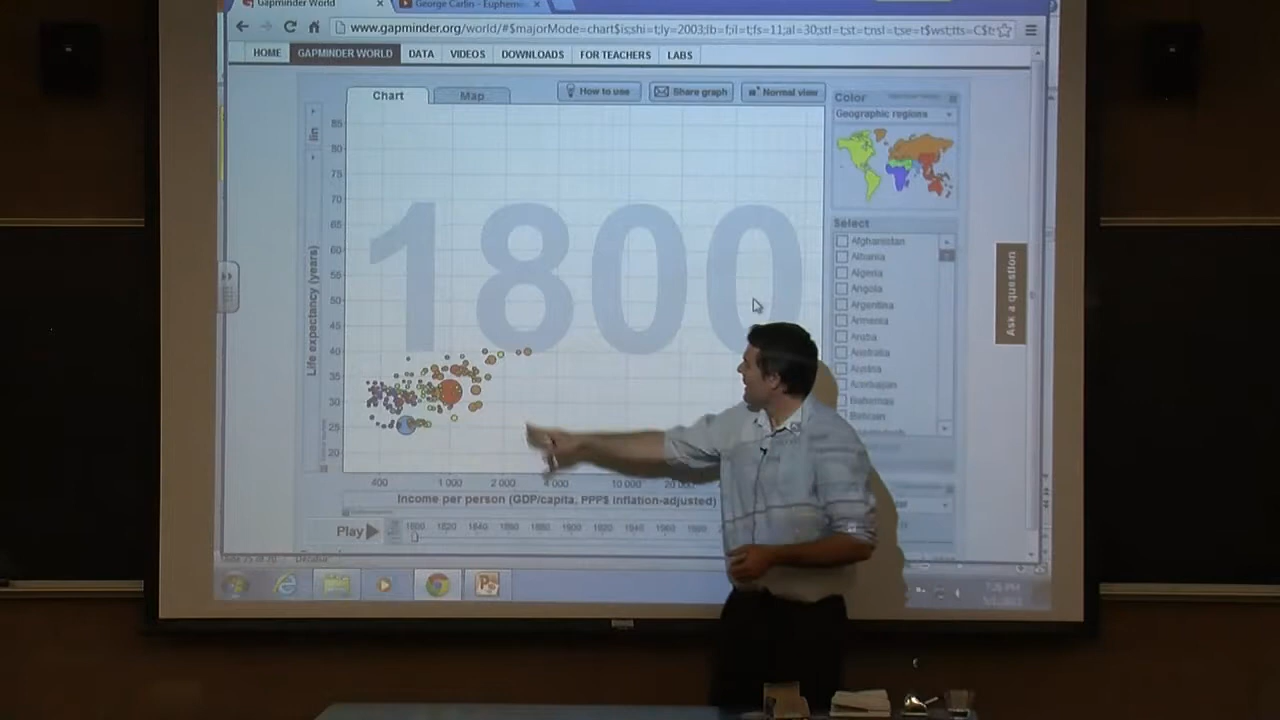 Gapminder World
George Carlin - Euphem
www.gapminder.org/world/#$majorMode=chart$is;shi=t;ly=2003;lb=f;il=t;fs=11;al=30;stl=t;st=t;nsl=t;se=t$wst;tts=C$t
HOME GAPMINDER WORLD DATA VIDEOS DOWNLOADS FOR TEACHERS LABS
Chart Map How to use Share graph Normal view
Color
Geographic regions
lin
85
80
75
70
65
60
55
50
45
40
35
30
25
20
Life expectancy (years)
1800
Select
Afghanistan
Albania
Algeria
Angola
Argentina
Armenia
Aruba
Australia
Austria
Azerbaijan
Bahamas
Bahrain
Ask a question
400 1 000 2 000 4 000 10 000 20 000
Income per person (GDP/capita, PPP$ inflation-adjusted)
Play
1800 1820 1840 1860 1880 1900 1920 1940 1960 1980